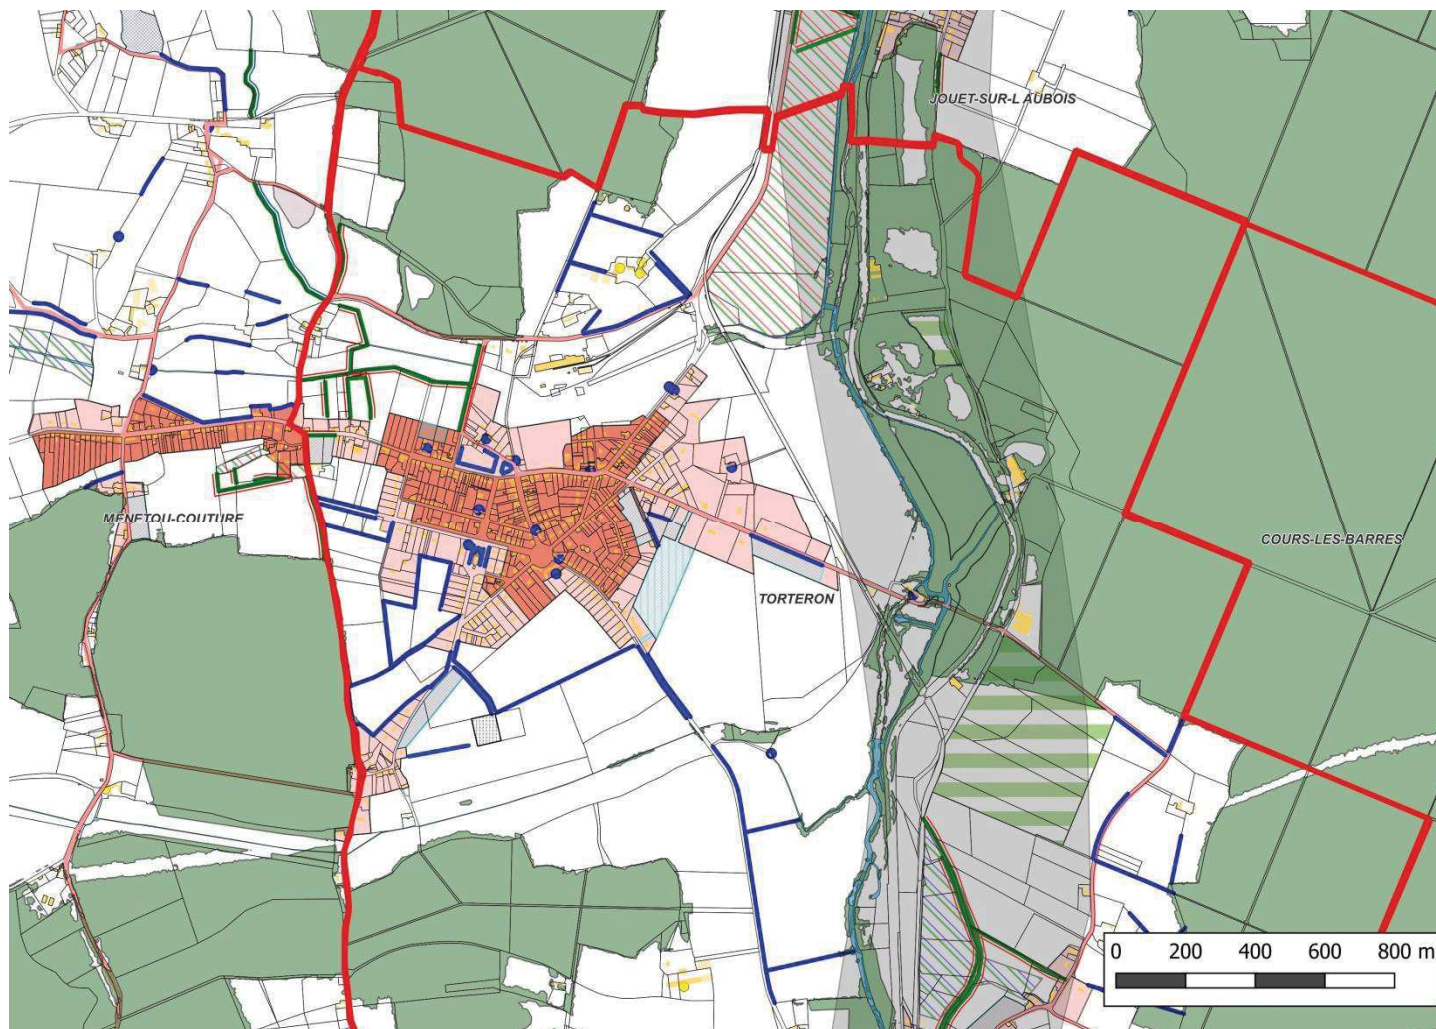 JOUET-SUR-L AUBOIS
MENETOU-COUTURE
COURS-LES-BARRES
TORTERON
0 200 400 600 800 m